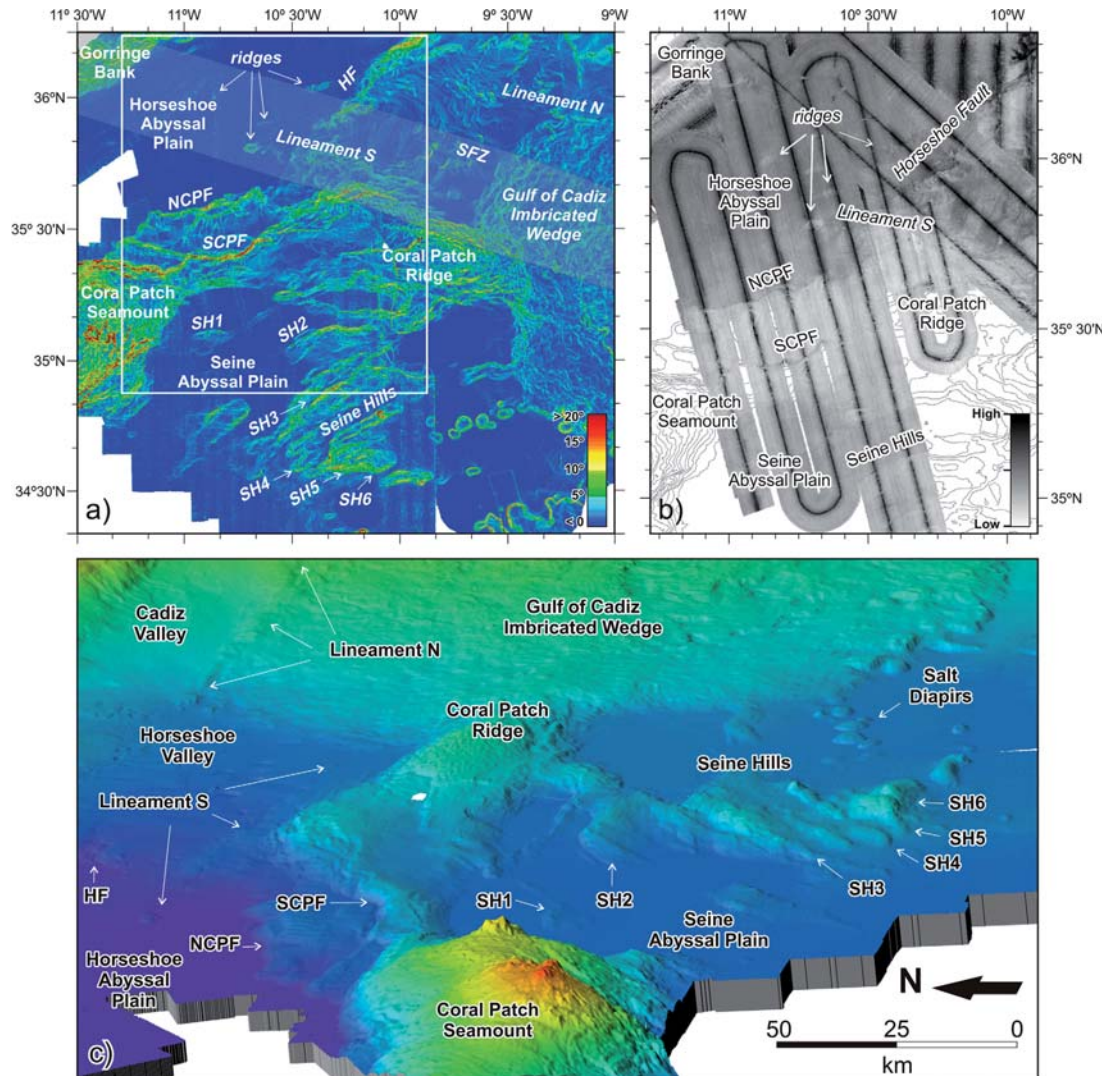 11°30'W
11°W
10°30'W
10°W
9°30'W
9°W
Gorringe
Bank
ridges
HF
Lineament N
36°N
Horseshoe
Abyssal
Plain
Lineament S
SFZ
NCPF
Gulf of Cadiz
Imbricated
Wedge
35°30'N
SCPF
Coral Patch
Ridge
Coral Patch
Seamount
SH1
SH2
35°N
Seine
Abyssal Plain
SH3
Seine Hills
34°30'N
SH4
SH5
SH6
> 20°
15°
10°
5°
< 0
a)
11°W
10°30'W
10°W
Gorringe
Bank
ridges
Horseshoe Fault
36°N
Horseshoe
Abyssal
Plain
Lineament S
NCPF
Coral Patch
Ridge
35°30'N
SCPF
Coral Patch
Seamount
High
Seine
Abyssal Plain
Seine Hills
35°N
Low
b)
Cadiz
Valley
Gulf of Cadiz
Imbricated Wedge
Lineament N
Salt
Diapirs
Coral Patch
Ridge
Horseshoe
Valley
Seine Hills
Lineament S
SH6
SH5
SH4
HF
SCPF
SH1
SH2
SH3
NCPF
Seine
Abyssal Plain
Horseshoe
Abyssal
Plain
N
Coral Patch
Seamount
50
25
0
km
c)